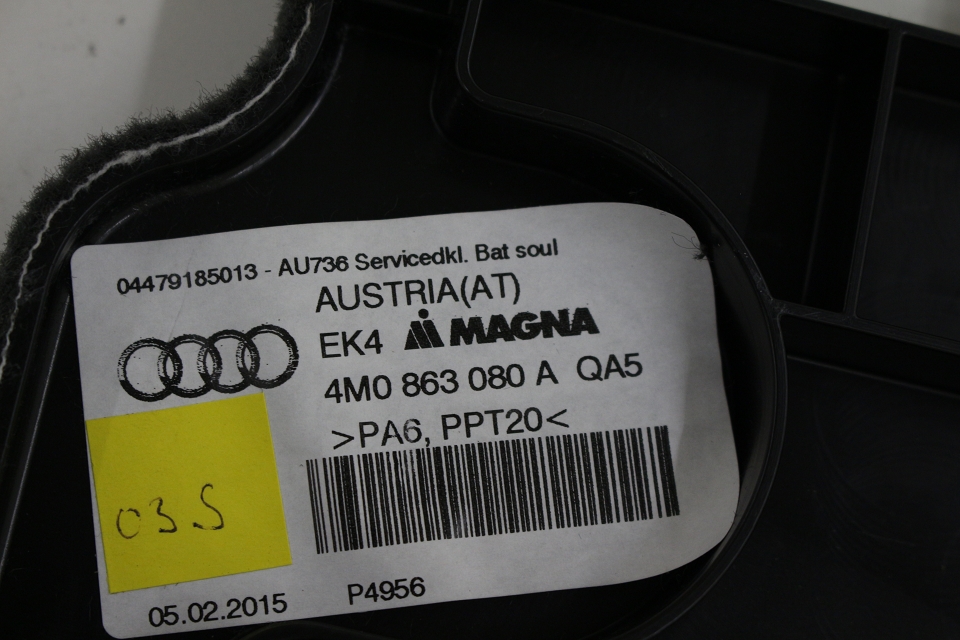 04479185013 - AU736 Servicedkl. Bat soul
AUSTRIA(AT)
EK4 MAGNA
4M0 863 080 A QA5
>PA6, PPT20<
03S
05.02.2015 P4956